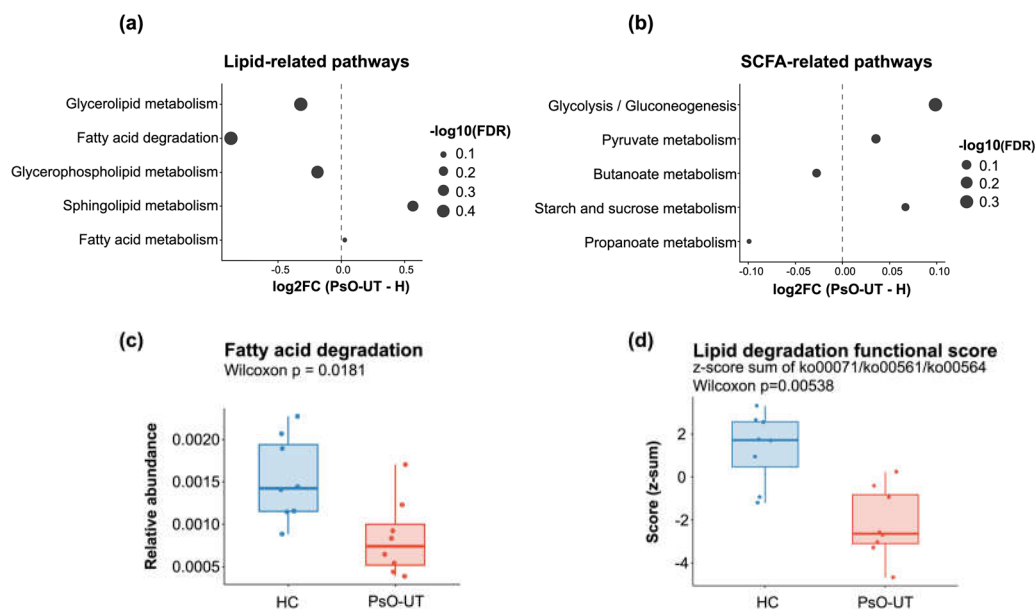 (a)
Lipid-related pathways
Glycerolipid metabolism
Fatty acid degradation
Glycerophospholipid metabolism
Sphingolipid metabolism
Fatty acid metabolism
-log10(FDR)
0.1
0.2
0.3
0.4
-0.5
0.0
0.5
log2FC (PsO-UT - H)
(b)
SCFA-related pathways
Glycolysis / Gluconeogenesis
Pyruvate metabolism
Butanoate metabolism
Starch and sucrose metabolism
Propanoate metabolism
-log10(FDR)
0.1
0.2
0.3
-0.10
-0.05
0.00
0.05
0.10
log2FC (PsO-UT - H)
(c)
Fatty acid degradation
Wilcoxon p = 0.0181
Relative abundance
0.0020
0.0015
0.0010
0.0005
HC
PsO-UT
(d)
Lipid degradation functional score
z-score sum of ko00071/ko00561/ko00564
Wilcoxon p=0.00538
Score (z-sum)
2
0
-2
-4
HC
PsO-UT